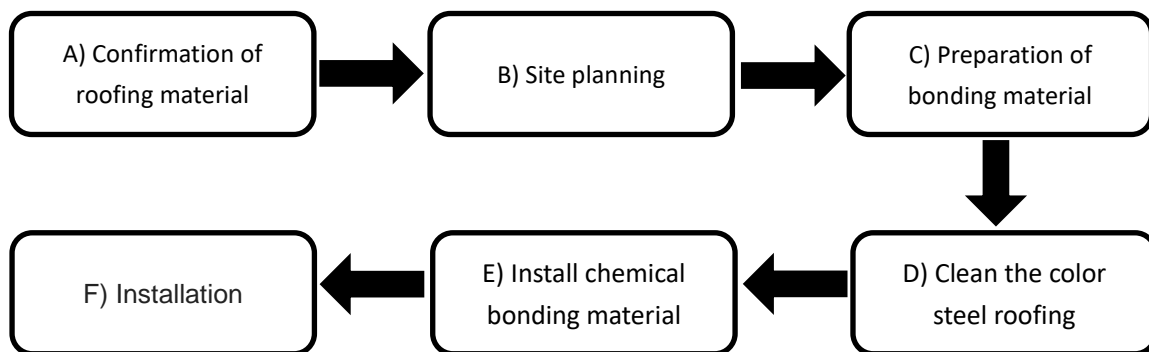 A) Confirmation of
roofing material
B) Site planning
C) Preparation of
bonding material
D) Clean the color
steel roofing
E) Install chemical
bonding material
F) Installation